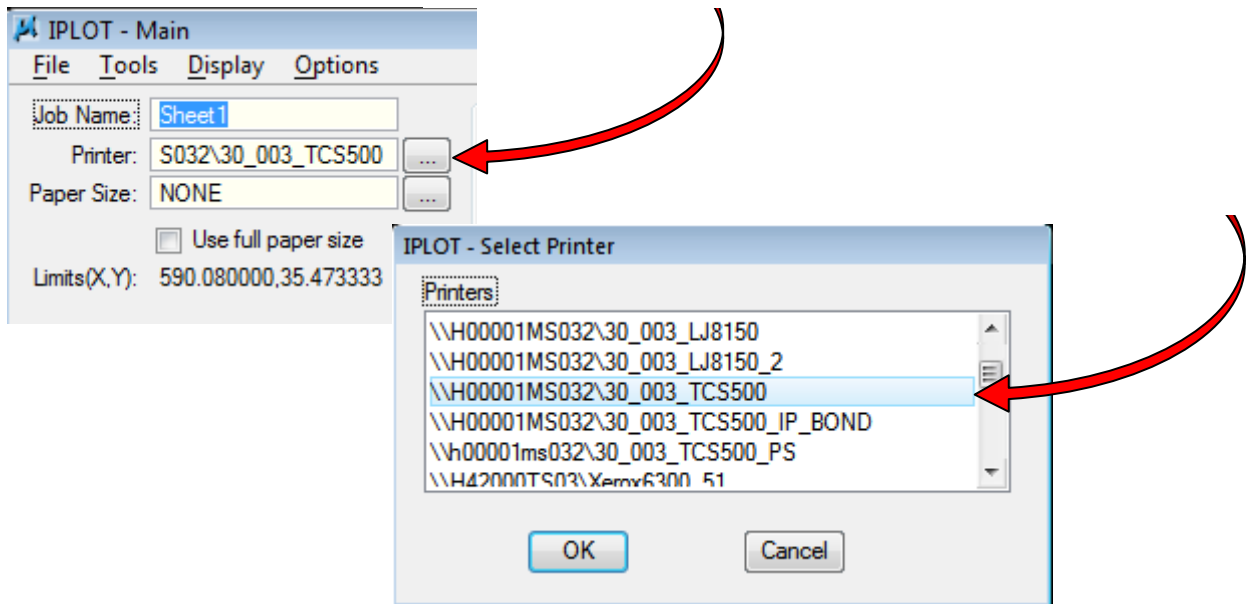 IPLOT - Main
File Tools Display Options
Job Name: Sheet1
Printer: S032\30_003_TCS500 ...
Paper Size: NONE ...
Use full paper size
Limits(X,Y): 590.080000,35.473333
IPLOT - Select Printer
Printers
\\H00001MS032\30_003_LJ8150
\\H00001MS032\30_003_LJ8150_2
\\H00001MS032\30_003_TCS500
\\H00001MS032\30_003_TCS500_IP_BOND
\\h00001ms032\30_003_TCS500_PS
\\H42000TS03\Xerox6300_51
OK Cancel